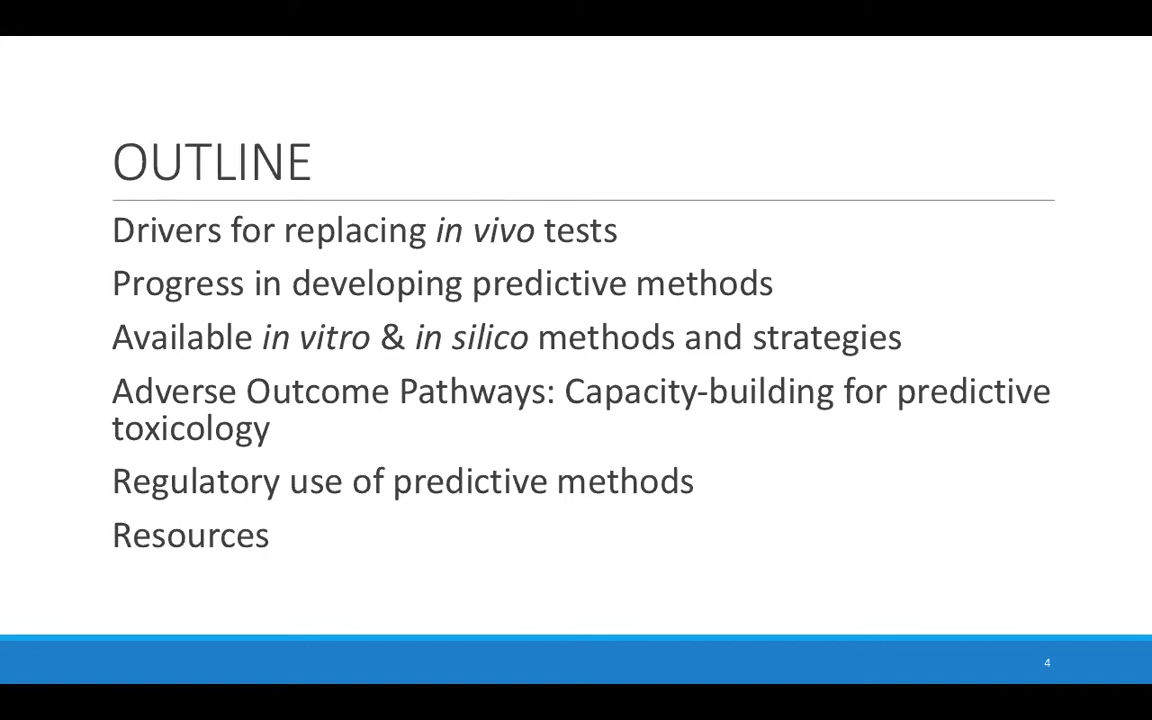 OUTLINE
Drivers for replacing in vivo tests
Progress in developing predictive methods
Available in vitro & in silico methods and strategies
Adverse Outcome Pathways: Capacity-building for predictive
toxicology
Regulatory use of predictive methods
Resources
4